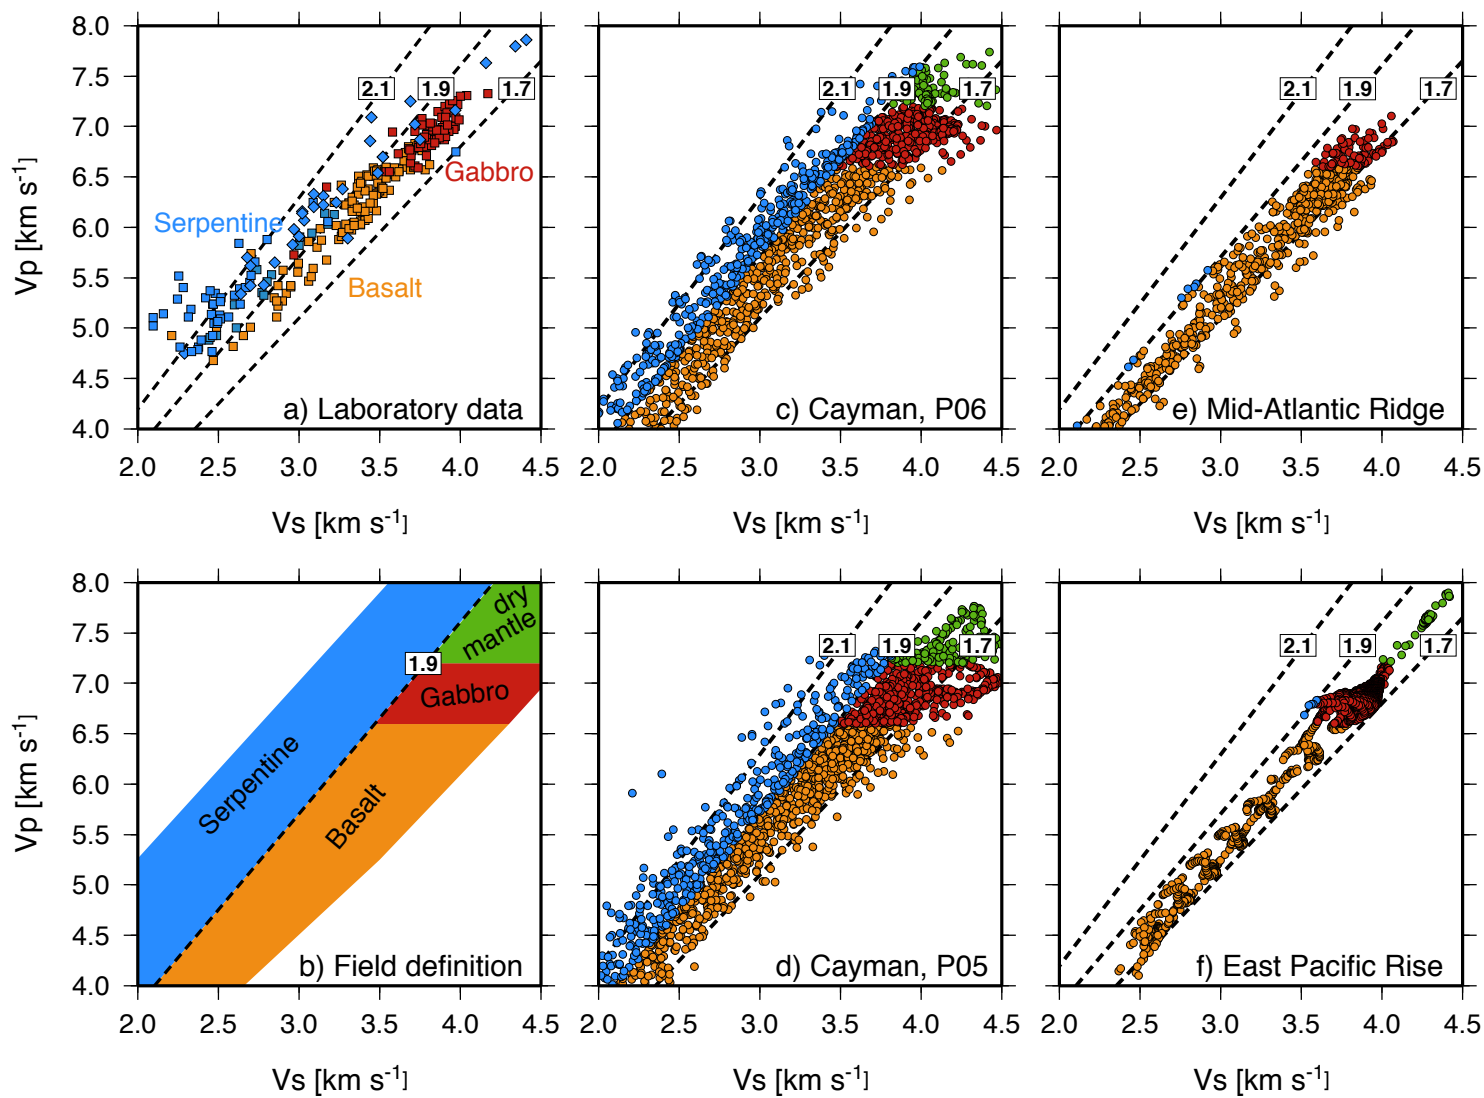 8.0
7.5
7.0
6.5
6.0
5.5
5.0
4.5
4.0
Vp [km s-1]
2.1
1.9
1.7
Gabbro
Serpentine
Basalt
a) Laboratory data
2.0 2.5 3.0 3.5 4.0 4.5
Vs [km s-1]
2.0 2.5 3.0 3.5 4.0 4.5
2.1
1.9
1.7
c) Cayman, P06
Vs [km s-1]
2.0 2.5 3.0 3.5 4.0 4.5
2.1
1.9
1.7
e) Mid-Atlantic Ridge
Vs [km s-1]
8.0
7.5
7.0
6.5
6.0
5.5
5.0
4.5
4.0
Vp [km s-1]
dry
mantle
1.9
Gabbro
Serpentine
Basalt
b) Field definition
2.0 2.5 3.0 3.5 4.0 4.5
Vs [km s-1]
2.1
1.9
1.7
d) Cayman, P05
2.0 2.5 3.0 3.5 4.0 4.5
Vs [km s-1]
2.1
1.9
1.7
f) East Pacific Rise
2.0 2.5 3.0 3.5 4.0 4.5
Vs [km s-1]